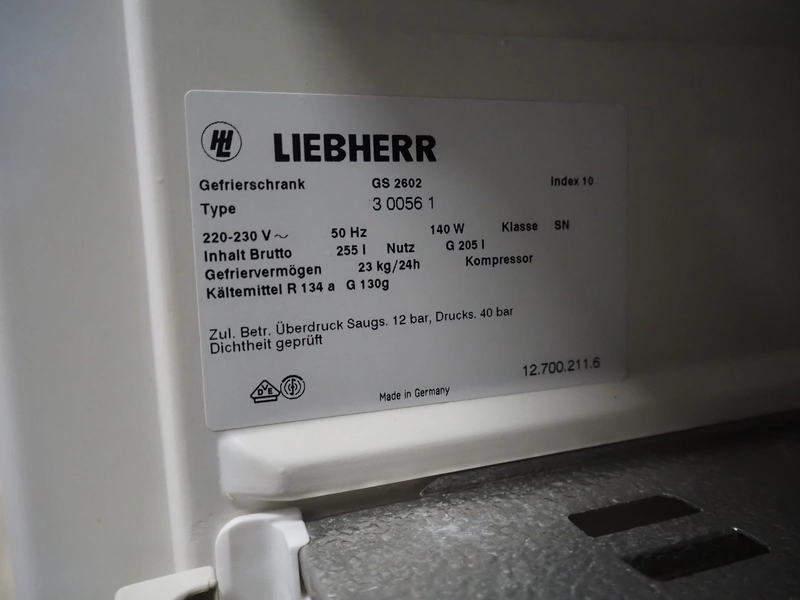 LIEBHERR
Gefrierschrank GS 2602 Index 10
Type 3 0056 1
220-230 V ~ 50 Hz 140 W Klasse SN
Inhalt Brutto 255 l Nutz G 205 l
Gefriervermögen 23 kg/24h Kompressor
Kältemittel R 134 a G 130g
Zul. Betr. Überdruck Saugs. 12 bar, Drucks. 40 bar
Dichtheit geprüft
DVE Made in Germany 12.700.211.6